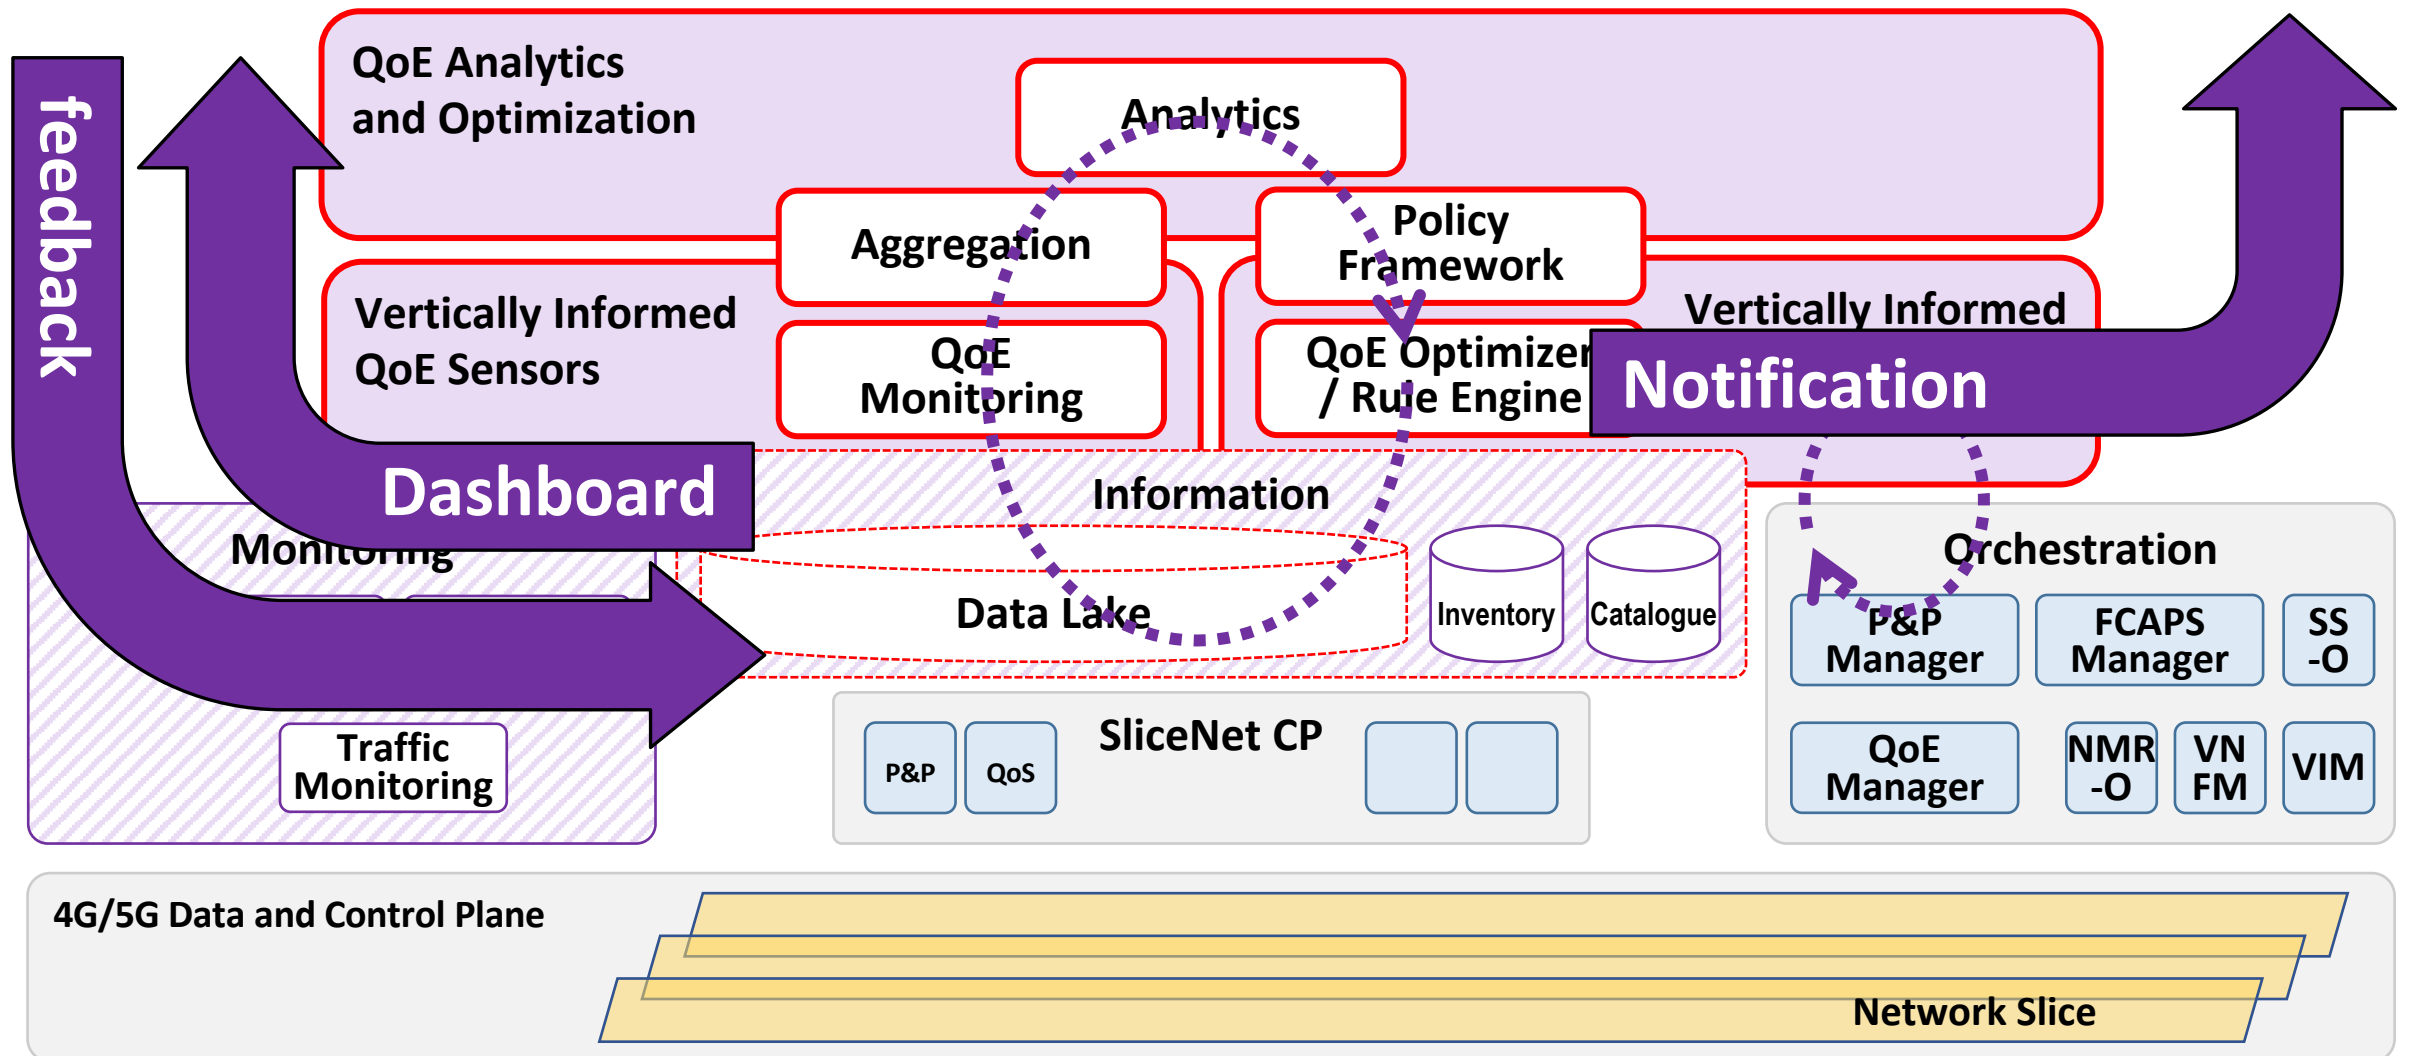 feedback
QoE Analytics
and Optimization
Analytics
Aggregation
Policy
Framework
Vertically Informed
QoE Sensors
QoE
Monitoring
QoE Optimizer
/ Rule Engine
Vertically Informed
Notification
Dashboard
Information
Monitoring
Data Lake
Inventory
Catalogue
Orchestration
P&P
Manager
FCAPS
Manager
SS
-O
QoE
Manager
NMR
-O
VN
FM
VIM
Traffic
Monitoring
SliceNet CP
P&P
QoS
4G/5G Data and Control Plane
Network Slice